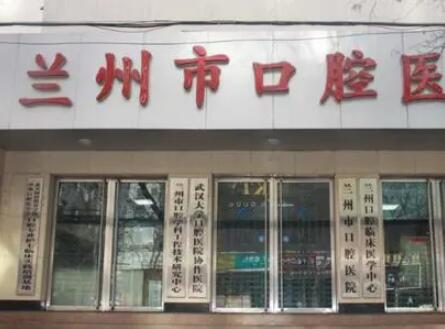 兰州市口腔医
兰州市口腔学科工程技术研究中心
武汉大学口腔医院协作医院
兰州市口腔医院
兰州口腔临床医学中心